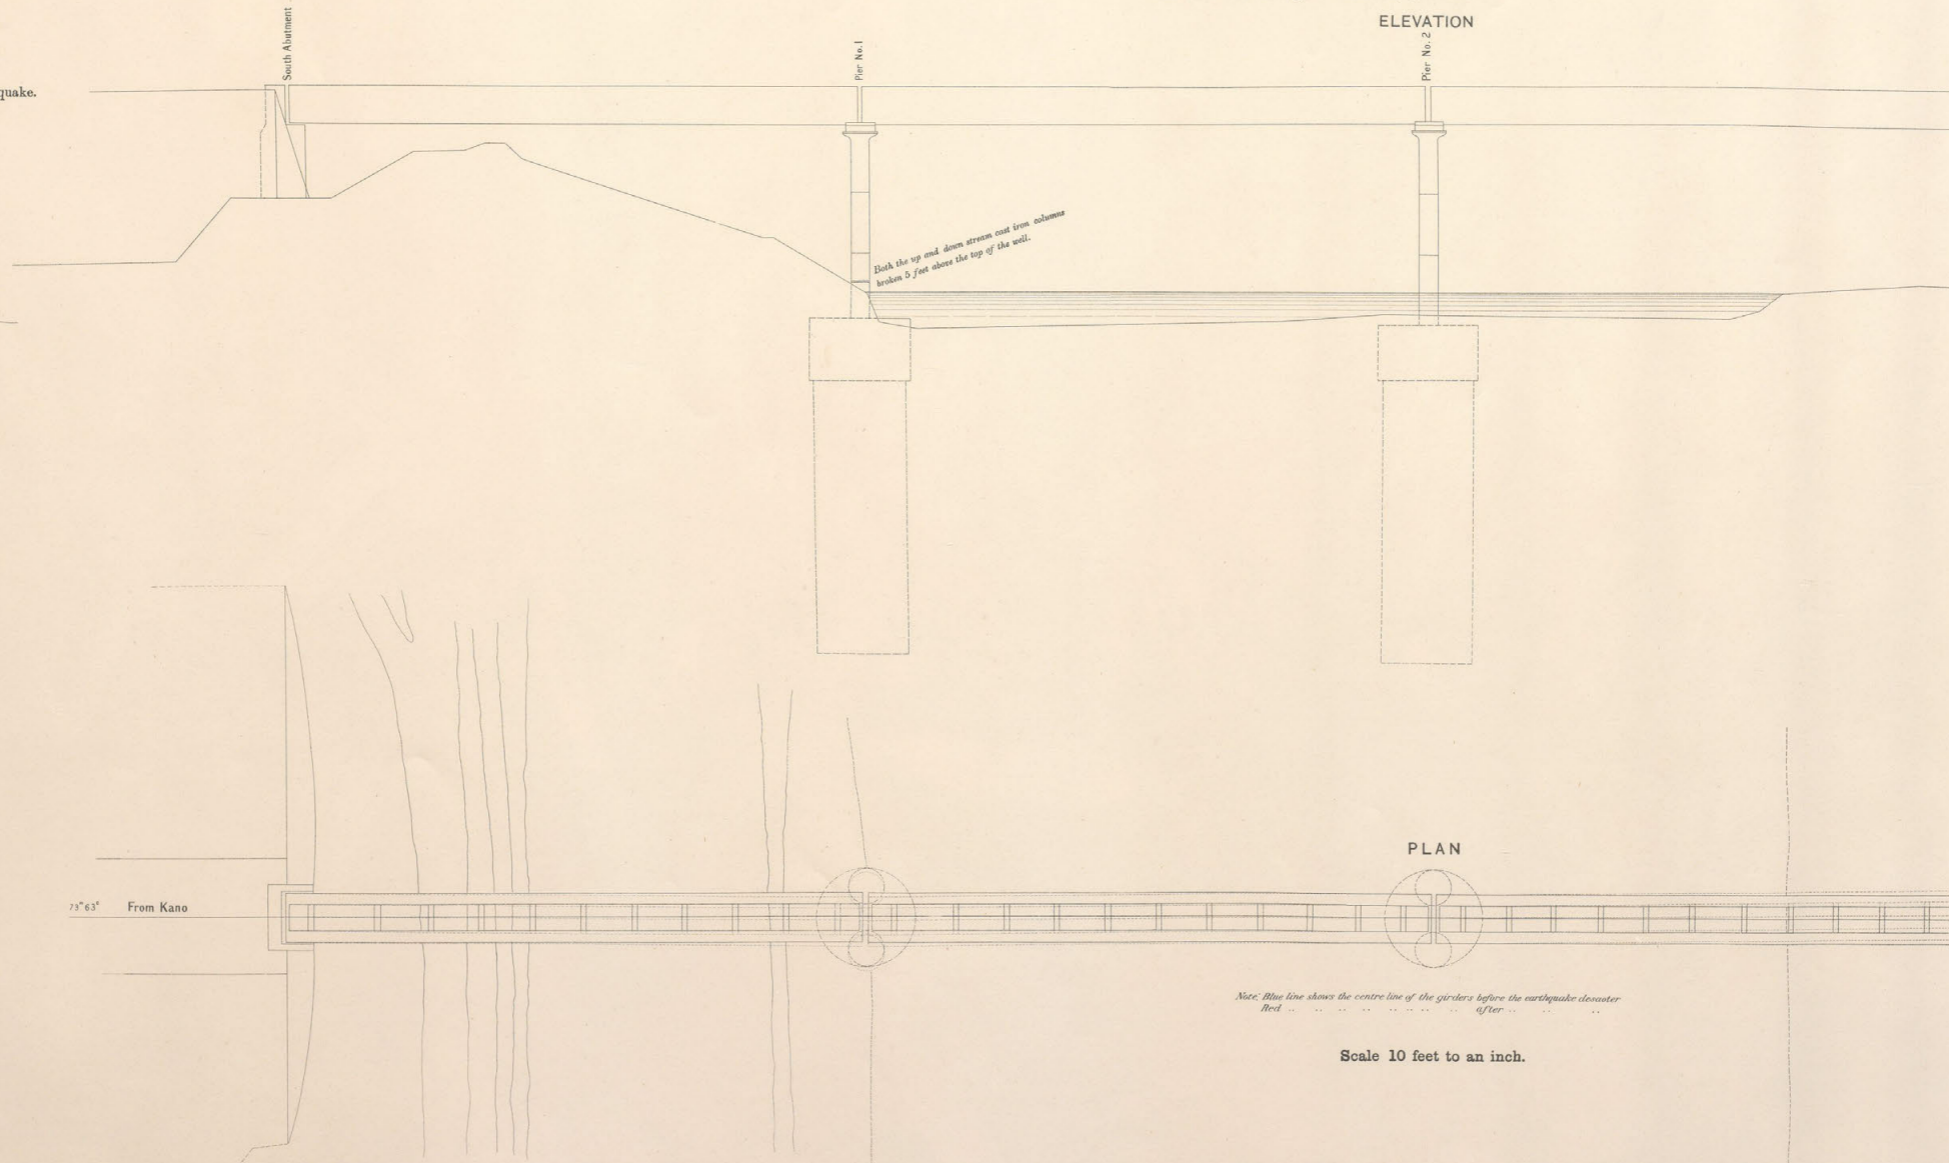 ELEVATION
South Abutment
Pier No.1
Pier No. 2
quake.
Both the up and down stream cast iron columns
broken 5 feet above the top of the well.
PLAN
73m 63c From Kano
Note; Blue line shows the centre line of the girders before the earthquake desaster
Red .. .. .. .. .. .. .. .. after .. .. ..
Scale 10 feet to an inch.